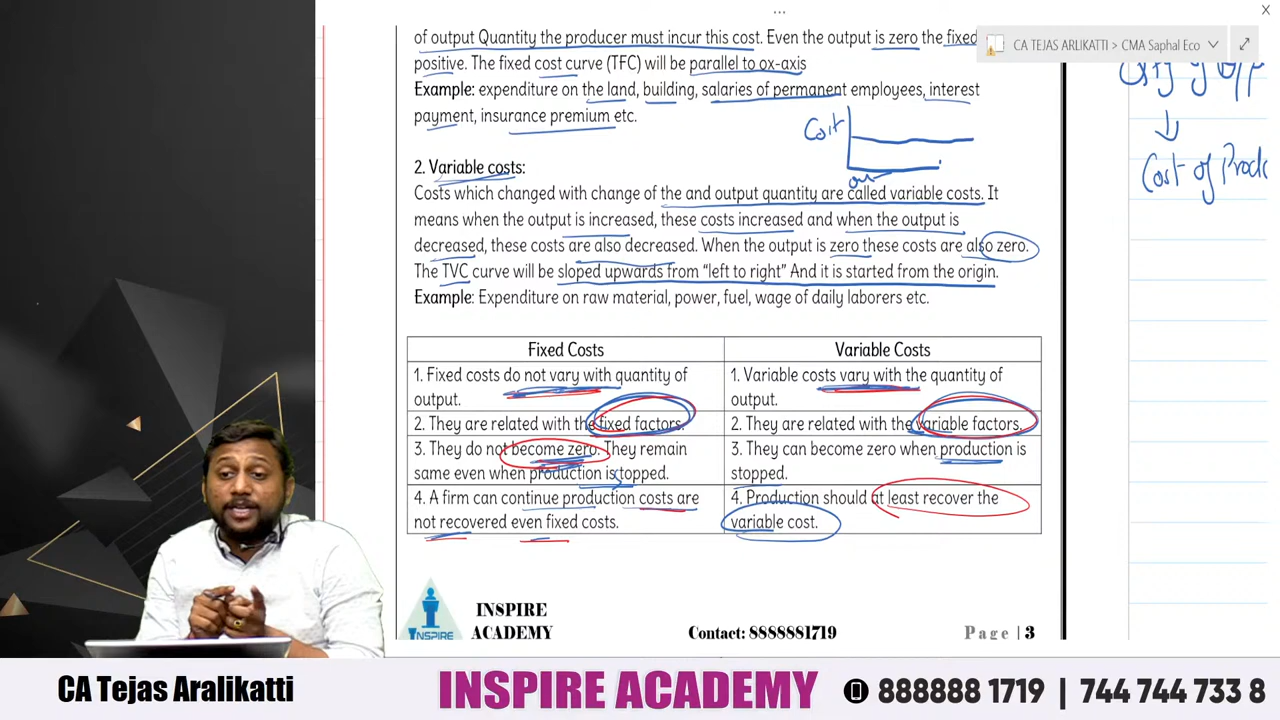 ...
X
CA TEJAS ARLIKATTI > CMA Saphal Eco
of output Quantity the producer must incur this cost. Even the output is zero the fixed
positive. The fixed cost curve (TFC) will be parallel to ox-axis
Example: expenditure on the land, building, salaries of permanent employees, interest
payment, insurance premium etc.
Cost
Cost of Prod
2. Variable costs:
Costs which changed with change of the and output quantity are called variable costs. It
means when the output is increased, these costs increased and when the output is
decreased, these costs are also decreased. When the output is zero these costs are also zero.
The TVC curve will be sloped upwards from “left to right” And it is started from the origin.
Example: Expenditure on raw material, power, fuel, wage of daily laborers etc.
Fixed Costs
Variable Costs
1. Fixed costs do not vary with quantity of
output.
1. Variable costs vary with the quantity of
output.
2. They are related with the fixed factors.
2. They are related with the variable factors.
3. They do not become zero. They remain
same even when production is stopped.
3. They can become zero when production is
stopped.
4. A firm can continue production costs are
not recovered even fixed costs.
4. Production should at least recover the
variable cost.
INSPIRE
INSPIRE
ACADEMY
Contact: 8888881719
Page | 3
CA Tejas Aralikatti
INSPIRE ACADEMY
888888 1719 | 744 744 733 8